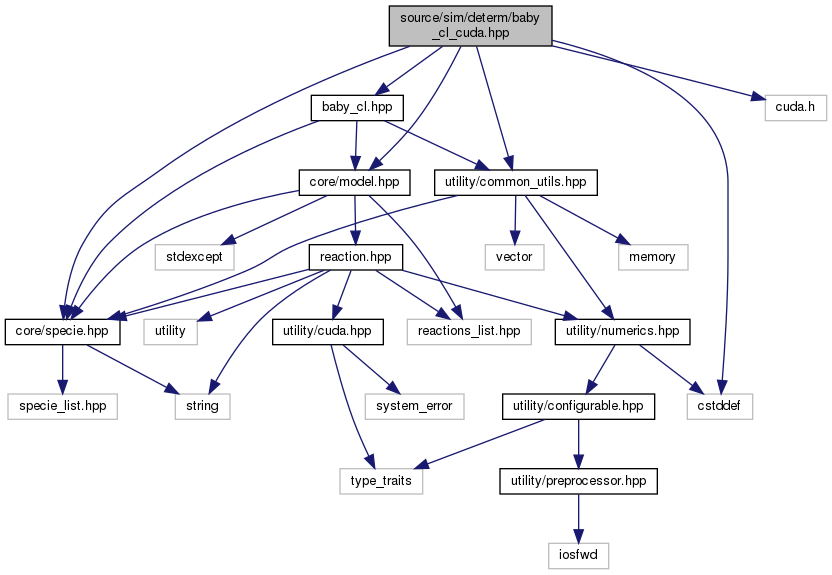 source/sim/determ/baby
_cl_cuda.hpp
baby_cl.hpp
cuda.h
core/model.hpp
utility/common_utils.hpp
stdexcept
reaction.hpp
vector
memory
core/specie.hpp
utility
utility/cuda.hpp
reactions_list.hpp
utility/numerics.hpp
specie_list.hpp
string
system_error
utility/configurable.hpp
cstddef
type_traits
utility/preprocessor.hpp
iosfwd